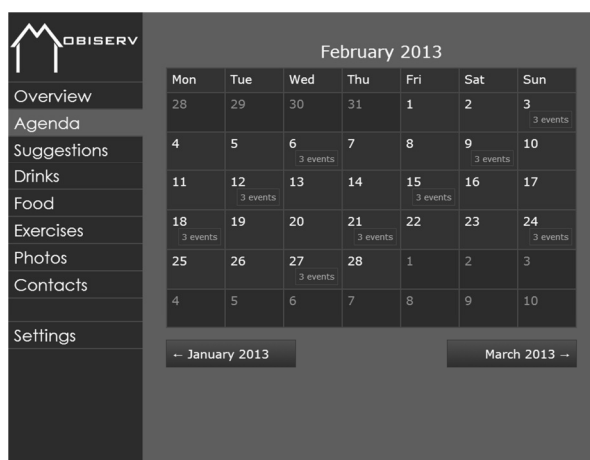 MOBISERV
Overview
Agenda
Suggestions
Drinks
Food
Exercises
Photos
Contacts
Settings
February 2013
Mon Tue Wed Thu Fri Sat Sun
28 29 30 31 1 2 3
3 events
4 5 6 7 8 9 10
3 events 3 events
11 12 13 14 15 16 17
3 events 3 events
18 19 20 21 22 23 24
3 events 3 events 3 events
25 26 27 28 1 2 3
3 events
4 5 6 7 8 9 10
← January 2013 March 2013 →